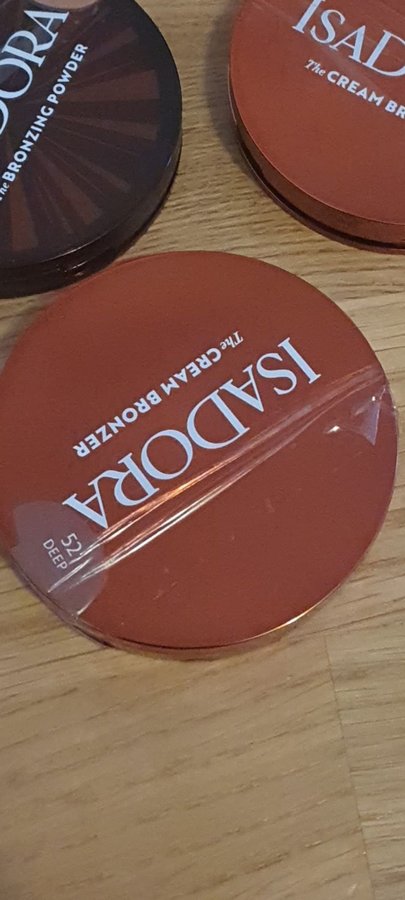 DORA
The BRONZING POWDER
ISAD
The CREAM BR
ISADORA
The CREAM BRONZER
52
DEEP